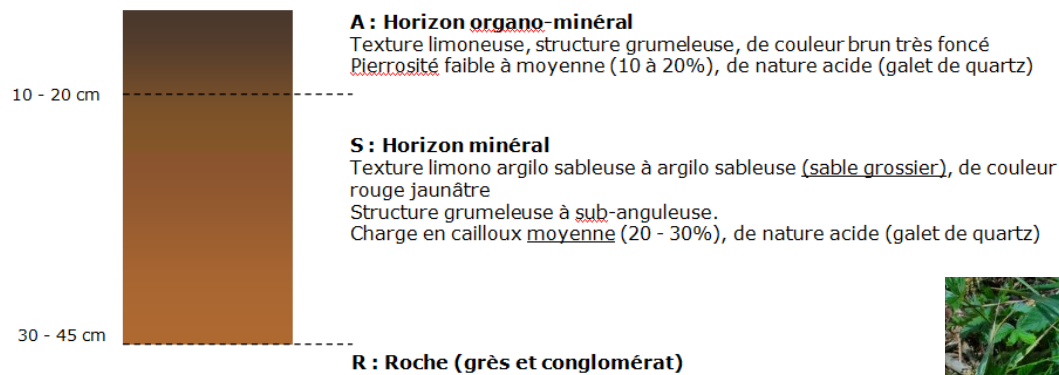 A : Horizon organo-minéral
Texture limoneuse, structure grumeleuse, de couleur brun très foncé
Pierrosité faible à moyenne (10 à 20%), de nature acide (galet de quartz)
10 - 20 cm
S : Horizon minéral
Texture limono argilo sableuse à argilo sableuse (sable grossier), de couleur
rouge jaunâtre
Structure grumeleuse à sub-anguleuse.
Charge en cailloux moyenne (20 - 30%), de nature acide (galet de quartz)
30 - 45 cm
R : Roche (grès et conglomérat)